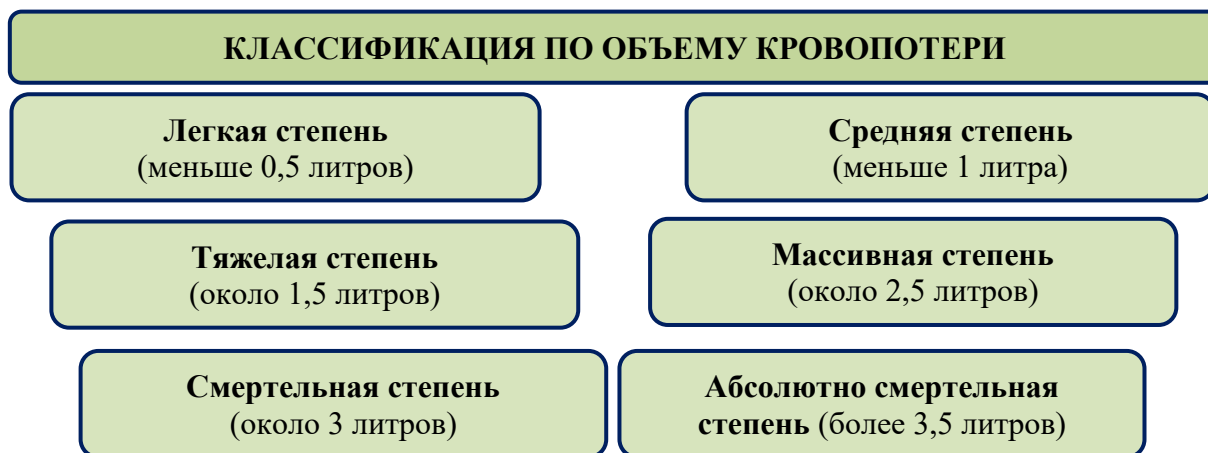 КЛАССИФИКАЦИЯ ПО ОБЪЕМУ КРОВОПОТЕРИ
Легкая степень
(меньше 0,5 литров)
Средняя степень
(меньше 1 литра)
Тяжелая степень
(около 1,5 литров)
Массивная степень
(около 2,5 литров)
Смертельная степень
(около 3 литров)
Абсолютно смертельная
степень (более 3,5 литров)